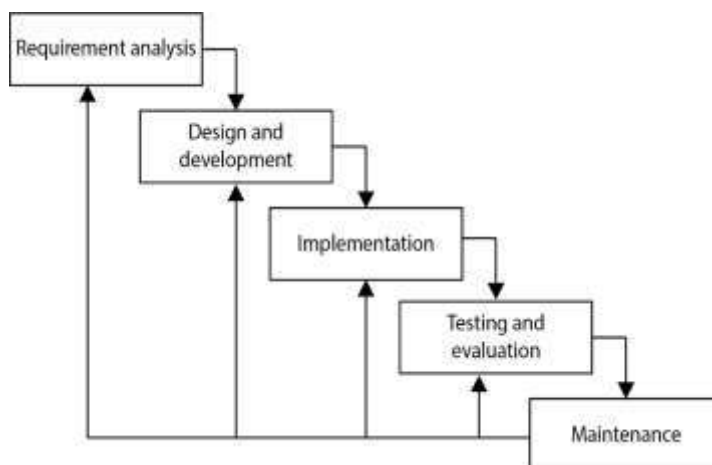 Requirement analysis
Design and
development
Implementation
Testing and
evaluation
Maintenance